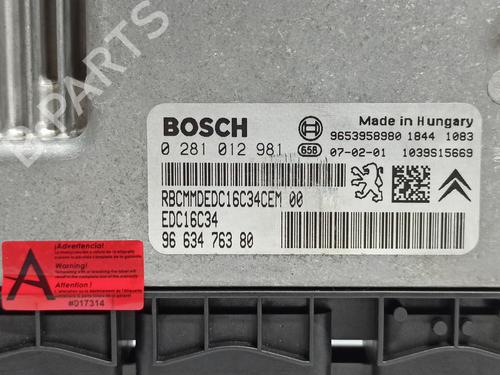 PARTS
BOSCH
0 281 012 981
658
Made in Hungary
9653958980 1844 1083
07-02-01 1039S15669
RBCMMDEDC16C34CEM 00
EDC16C34
96 634 763 80
A
¡Advertencia!
Warning!
Attention !
#017314